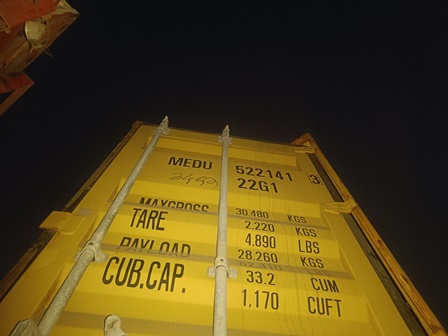 MEDU 522141 3
22G1
MAXGROSS 30.480 KGS
TARE 2.220 KGS
4.890 LBS
PAYLOAD 28.260 KGS
LBS
CUB.CAP. 33.2 CUM
1.170 CUFT